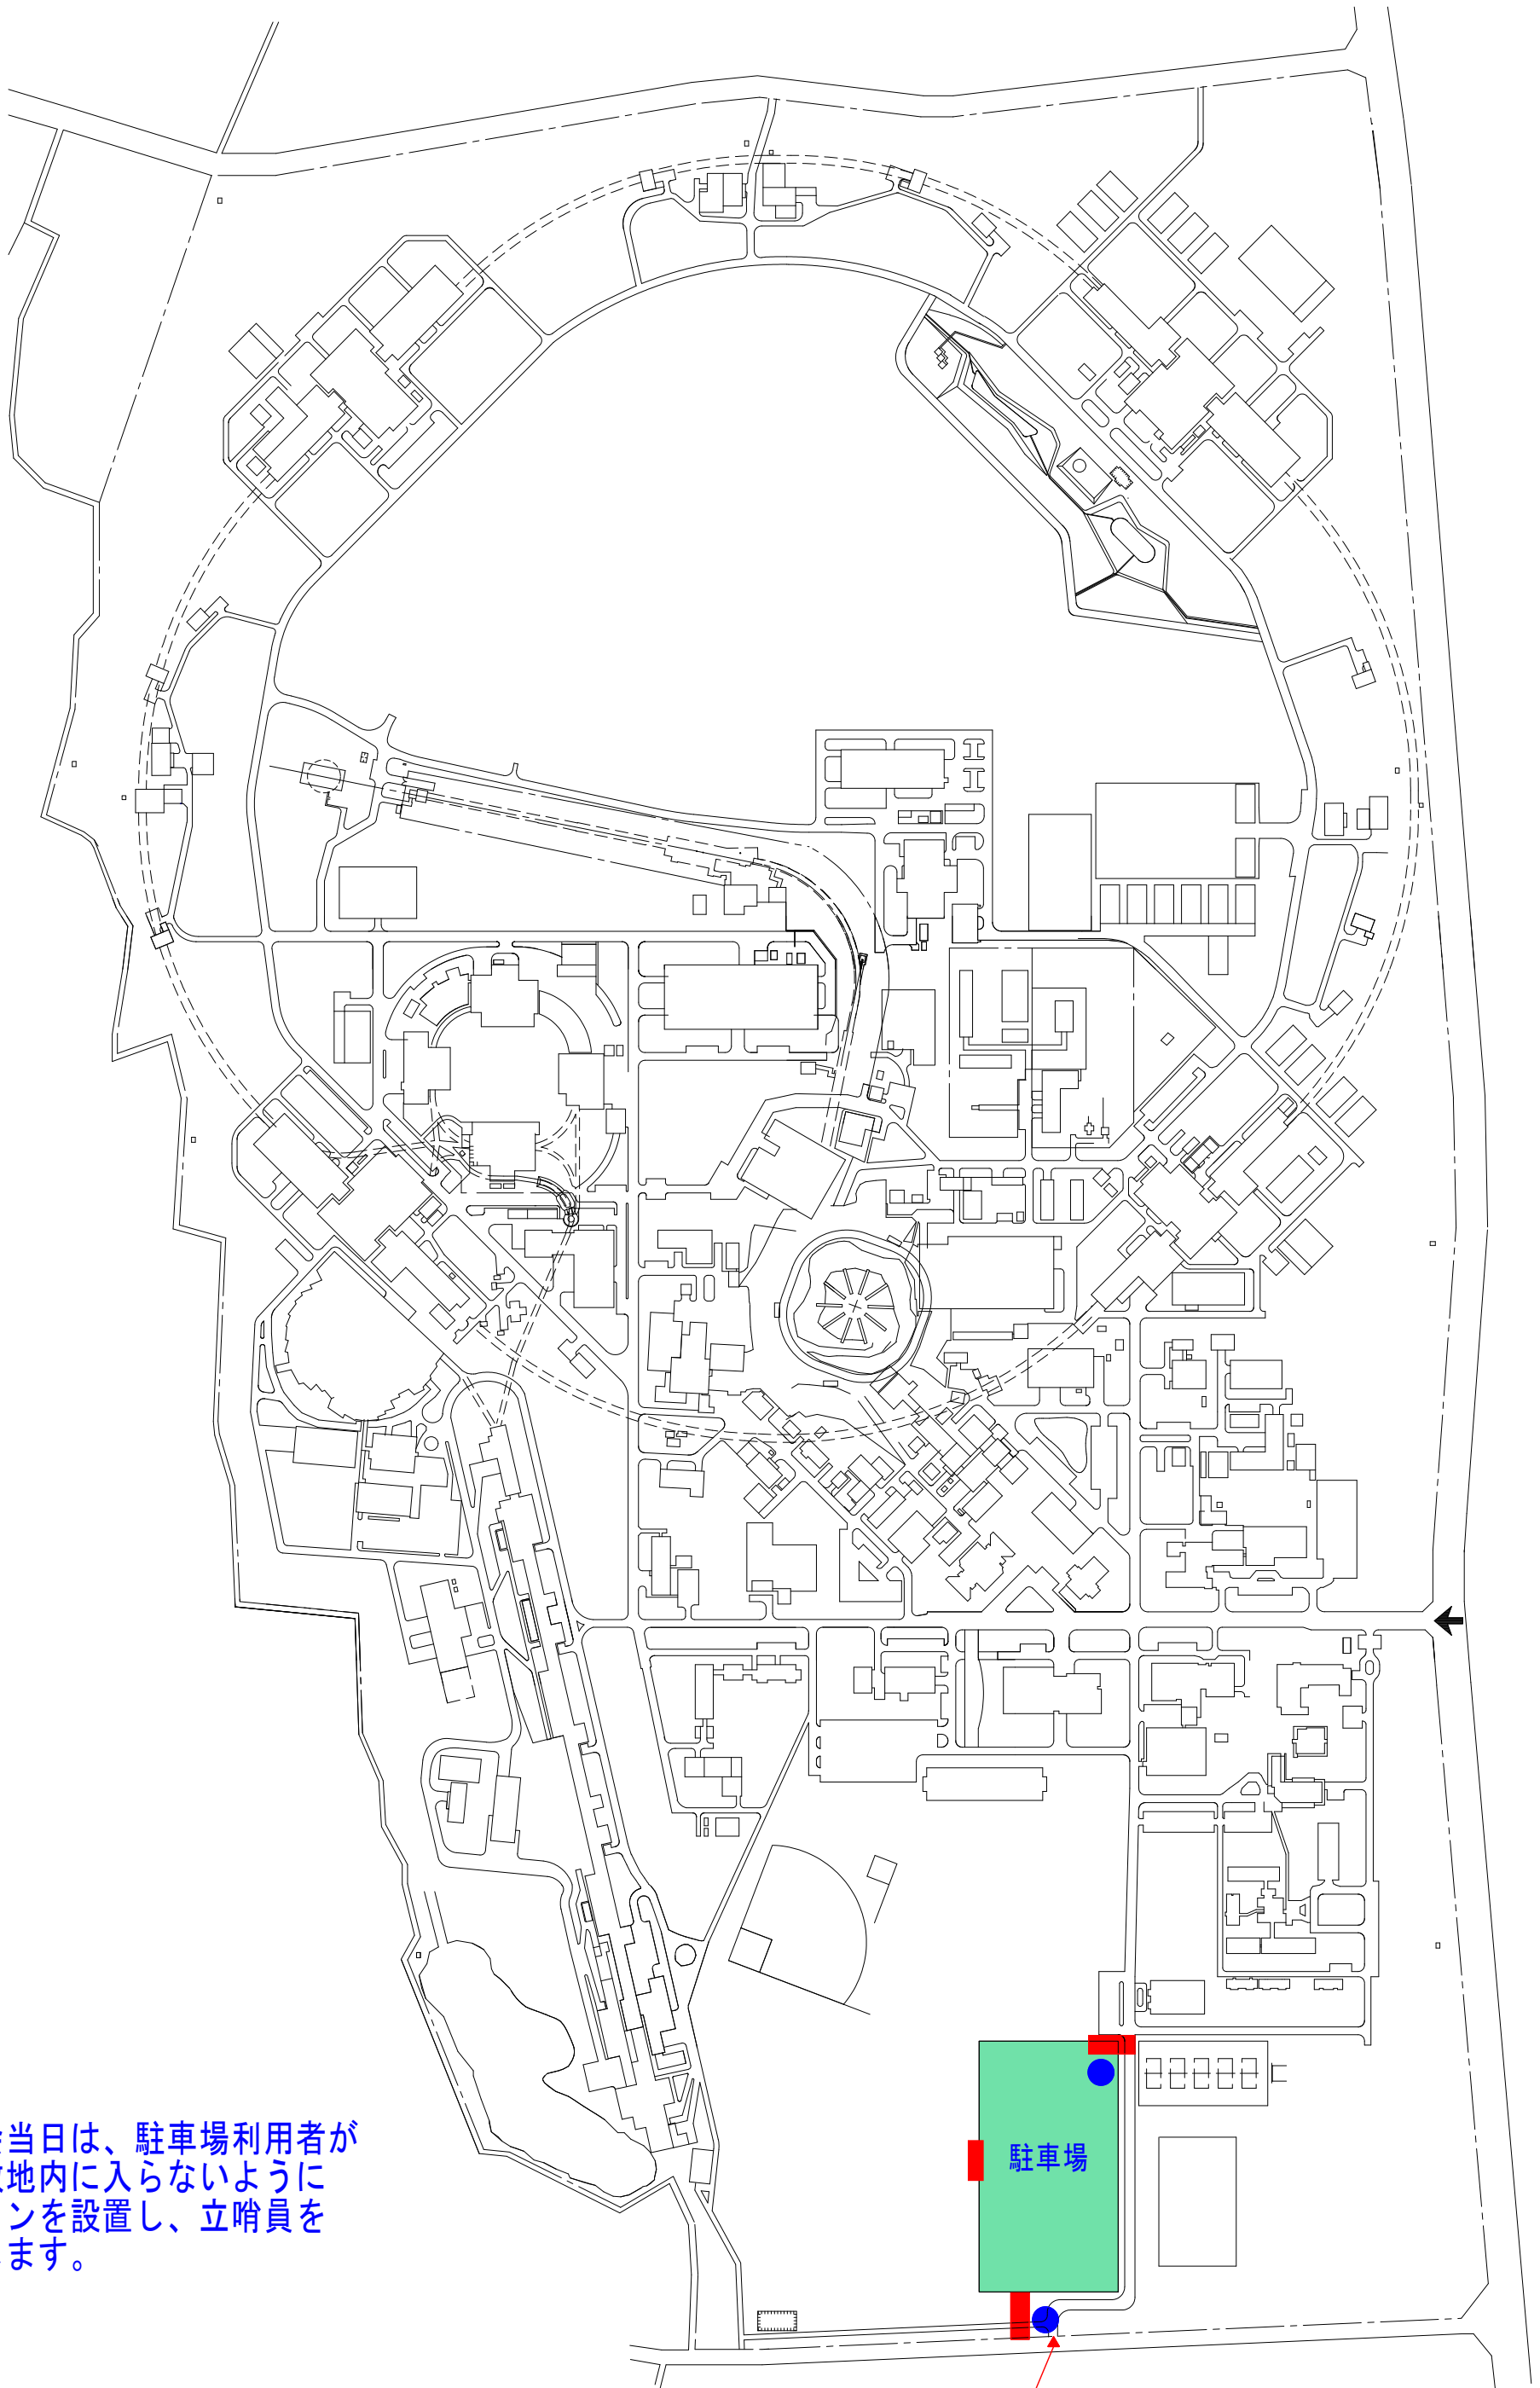 当日は、駐車場利用者が
地内に入らないように
ンを設置し、立哨員を
ます。
駐車場